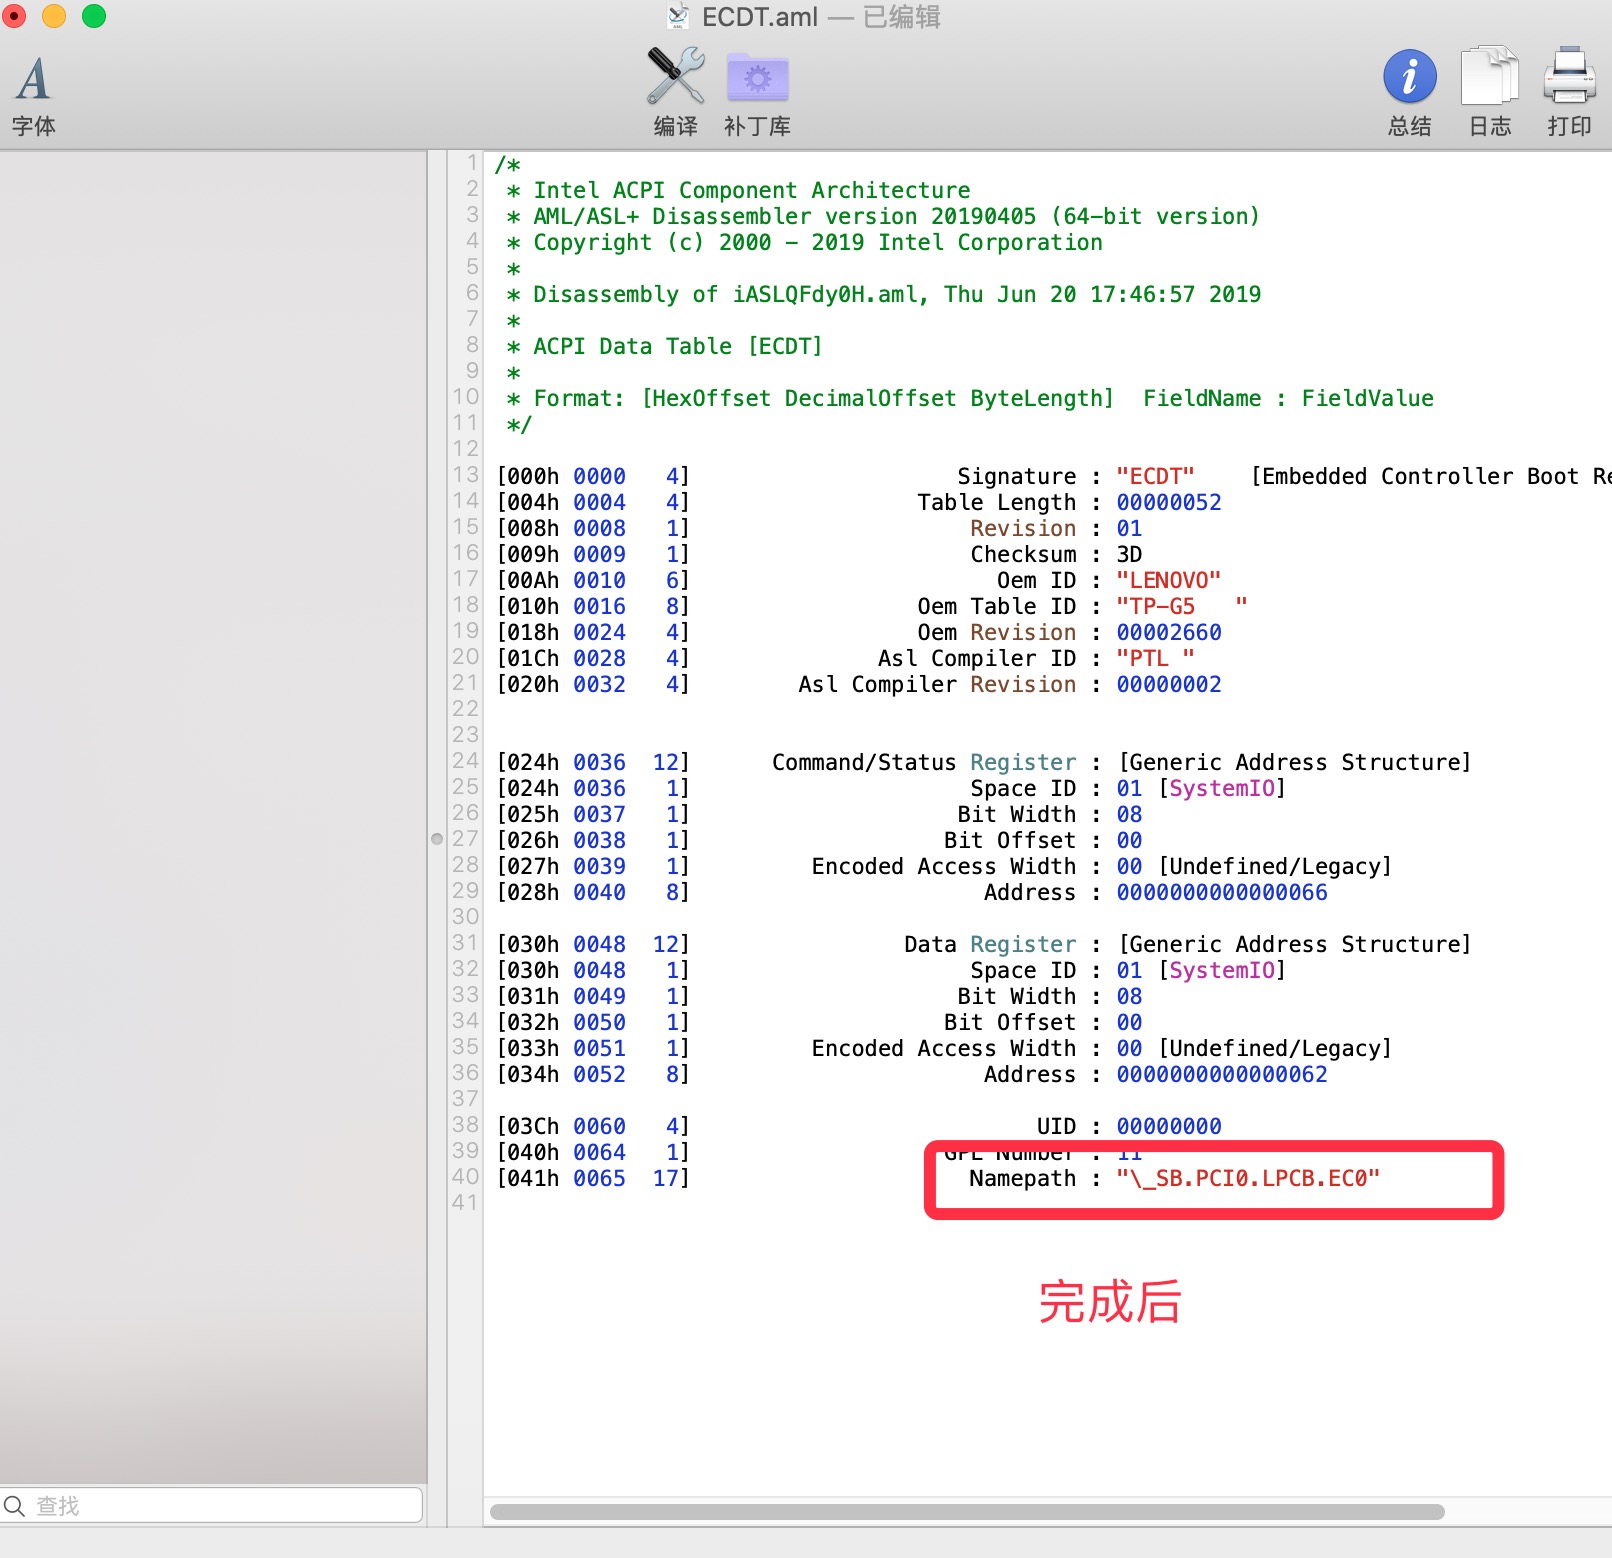 ECDT.aml — 已编辑
字体
编译
补丁库
总结
日志
打印
1 /*
2 * Intel ACPI Component Architecture
3 * AML/ASL+ Disassembler version 20190405 (64-bit version)
4 * Copyright (c) 2000 - 2019 Intel Corporation
5 *
6 * Disassembly of iASLQFdy0H.aml, Thu Jun 20 17:46:57 2019
7 *
8 * ACPI Data Table [ECDT]
9 *
10 * Format: [HexOffset DecimalOffset ByteLength]  FieldName : FieldValue
11 */
12
13 [000h 0000   4] Signature : "ECDT"    [Embedded Controller Boot Re
14 [004h 0004   4] Table Length : 00000052
15 [008h 0008   1] Revision : 01
16 [009h 0009   1] Checksum : 3D
17 [00Ah 0010   6] Oem ID : "LENOVO"
18 [010h 0016   8] Oem Table ID : "TP-G5   "
19 [018h 0024   4] Oem Revision : 00002660
20 [01Ch 0028   4] Asl Compiler ID : "PTL "
21 [020h 0032   4] Asl Compiler Revision : 00000002
22
23
24 [024h 0036  12] Command/Status Register : [Generic Address Structure]
25 [024h 0036   1] Space ID : 01 [SystemIO]
26 [025h 0037   1] Bit Width : 08
27 [026h 0038   1] Bit Offset : 00
28 [027h 0039   1] Encoded Access Width : 00 [Undefined/Legacy]
29 [028h 0040   8] Address : 0000000000000066
30
31 [030h 0048  12] Data Register : [Generic Address Structure]
32 [030h 0048   1] Space ID : 01 [SystemIO]
33 [031h 0049   1] Bit Width : 08
34 [032h 0050   1] Bit Offset : 00
35 [033h 0051   1] Encoded Access Width : 00 [Undefined/Legacy]
36 [034h 0052   8] Address : 0000000000000062
37
38 [03Ch 0060   4] UID : 00000000
39 [040h 0064   1] GPE Number : 11
40 [041h 0065  17] Namepath : "\_SB.PCI0.LPCB.EC0"
41
完成后
查找